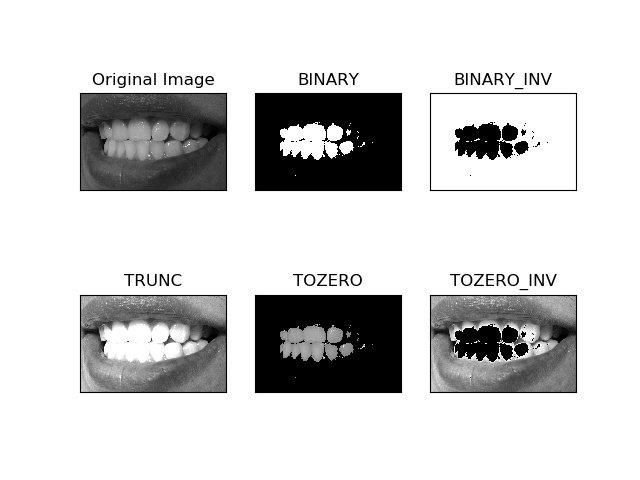 Original Image
BINARY
BINARY_INV
TRUNC
TOZERO
TOZERO_INV